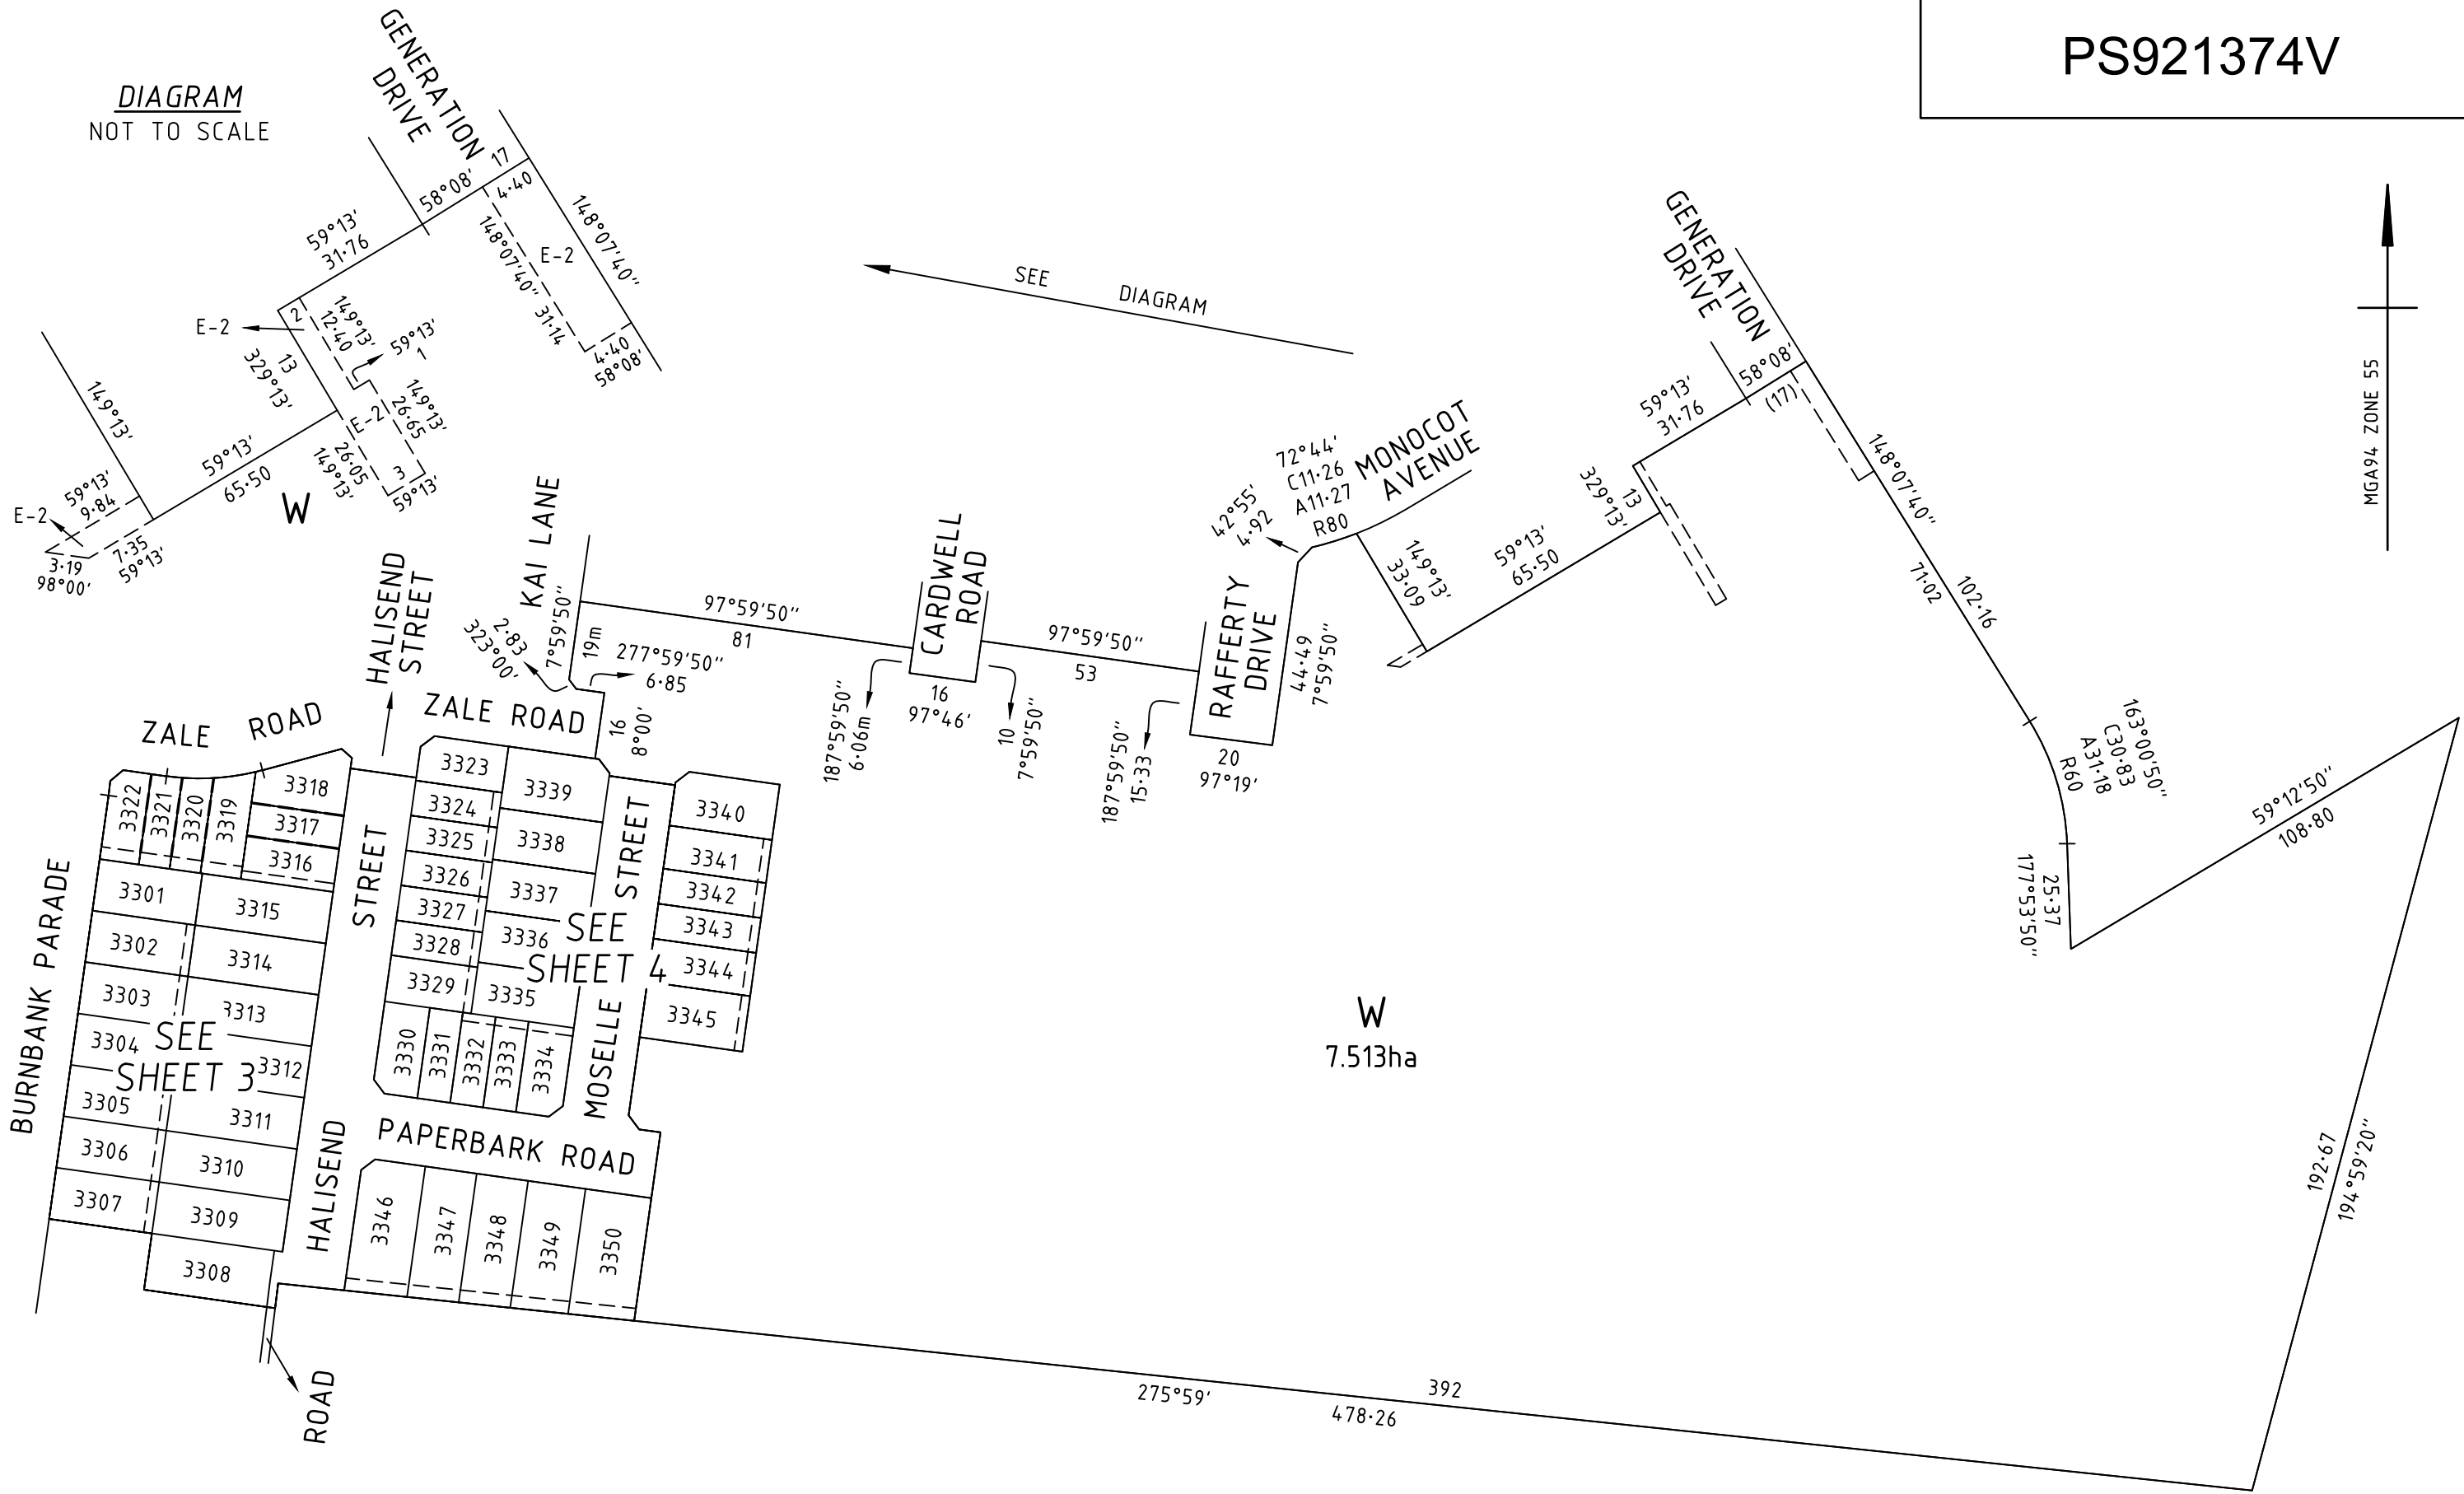 PS921374V
DIAGRAM
NOT TO SCALE
GENERATION
DRIVE
17
58°08'
4·40
59°13'
31·76
148°07'40"
E-2
148°07'40" 31·14
4·40
58°08'
E-2
2
149°13'
12·40
59°13'
1
13
329°13'
149°13'
26·65
E-2
26·05
149°13'
3
59°13'
149°13'
59°13'
65·50
59°13'
9·84
E-2
7·35
59°13'
3·19
98°00'
W
SEE DIAGRAM
GENERATION
DRIVE
58°08'
(17)
59°13'
31·76
13
329°13'
59°13'
65·50
148°07'40"
71·02
102·16
MGA94 ZONE 55
MONOCOT
AVENUE
72°44'
C11·26
A11·27
R80
42°55'
4·92
149°13'
33·09
RAFFERTY
DRIVE
44·49
7°59'50"
20
97°19'
187°59'50"
15·33
97°59'50"
53
CARDWELL
ROAD
16
97°46'
10
7°59'50"
187°59'50"
6·06m
97°59'50"
81
KAI LANE
7°59'50"
19m
2·83
323°00'
277°59'50"
6·85
16
8°00'
HALISEND
STREET
ZALE ROAD
ZALE ROAD
163°00'50"
C30·83
A31·18
R60
25·37
177°53'50"
59°12'50"
108·80
192·67
194°59'20"
W
7.513ha
392
275°59'
478·26
BURNBANK PARADE
3322
3321
3320
3319
3318
3317
3316
3301
3315
3302
3314
3303
3313
3304
3312
SEE
SHEET 3
3305
3311
3306
3310
3307
3309
3308
HALISEND STREET
3323
3339
3324
3338
3325
3326
3337
3327
3336
3328
3329
3335
3330
3331
3332
3333
3334
SEE
SHEET 4
MOSELLE STREET
3340
3341
3342
3343
3344
3345
PAPERBARK ROAD
3346
3347
3348
3349
3350
ROAD